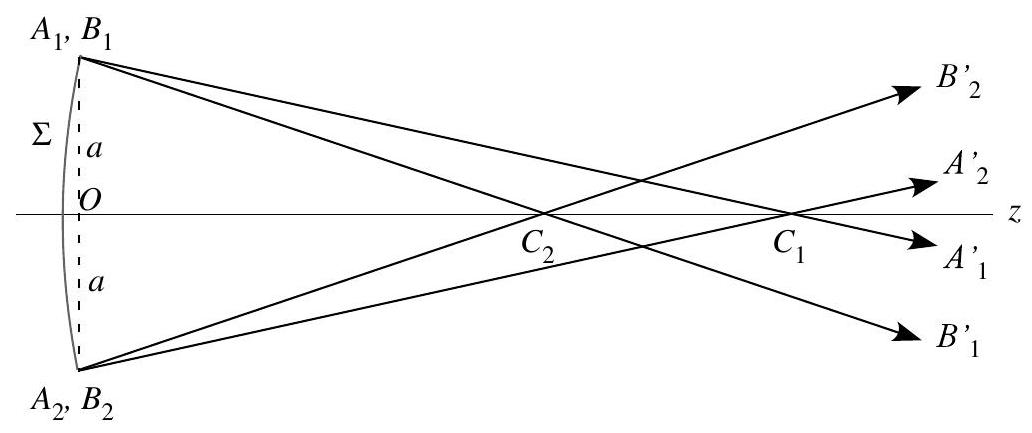 A₁, B₁
B'₂
Σ
a
A'₂
O
z
C₂
C₁
A'₁
a
B'₁
A₂, B₂